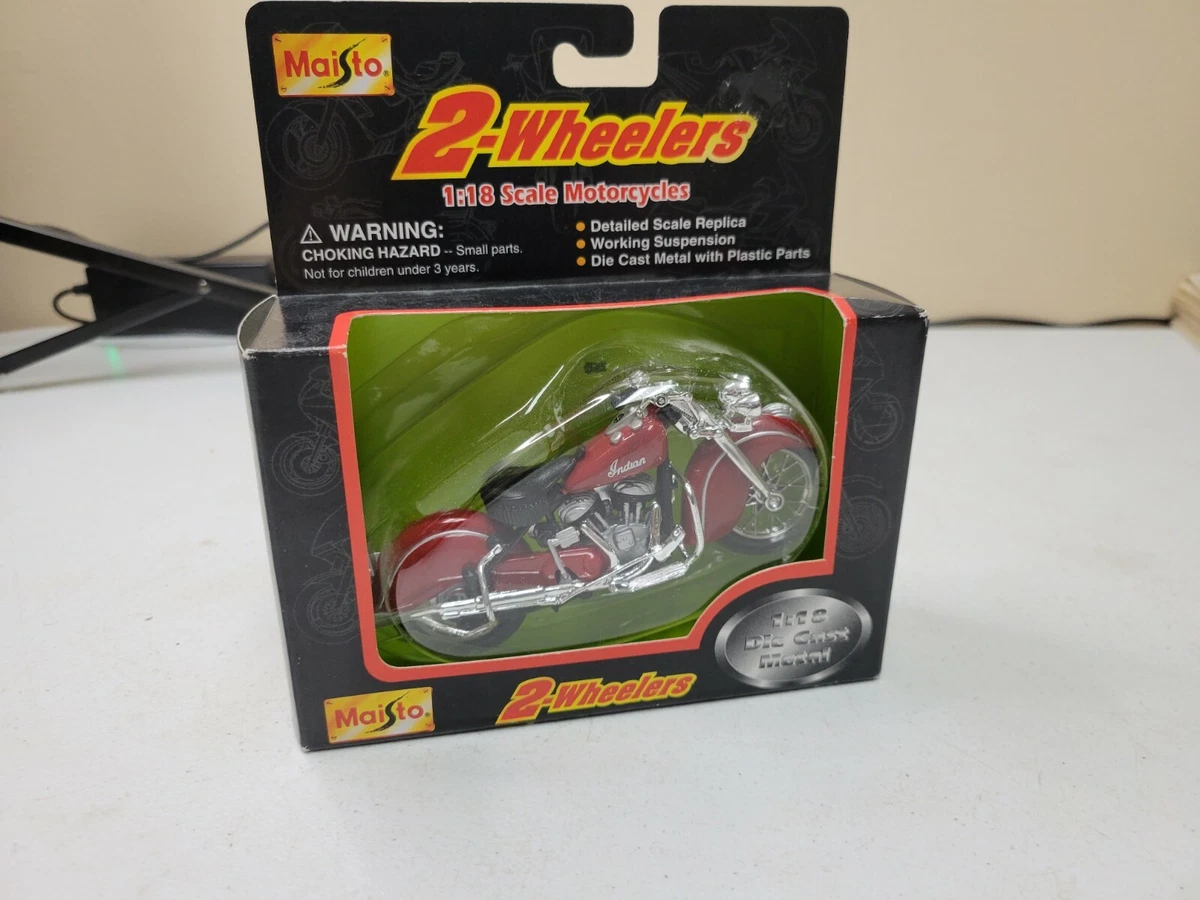 Maisto®
2-Wheelers
1:18 Scale Motorcycles
⚠ WARNING:
CHOKING HAZARD -- Small parts.
Not for children under 3 years.
• Detailed Scale Replica
• Working Suspension
• Die Cast Metal with Plastic Parts
Indian
1:18
Die Cast
Metal
Maisto®
2-Wheelers